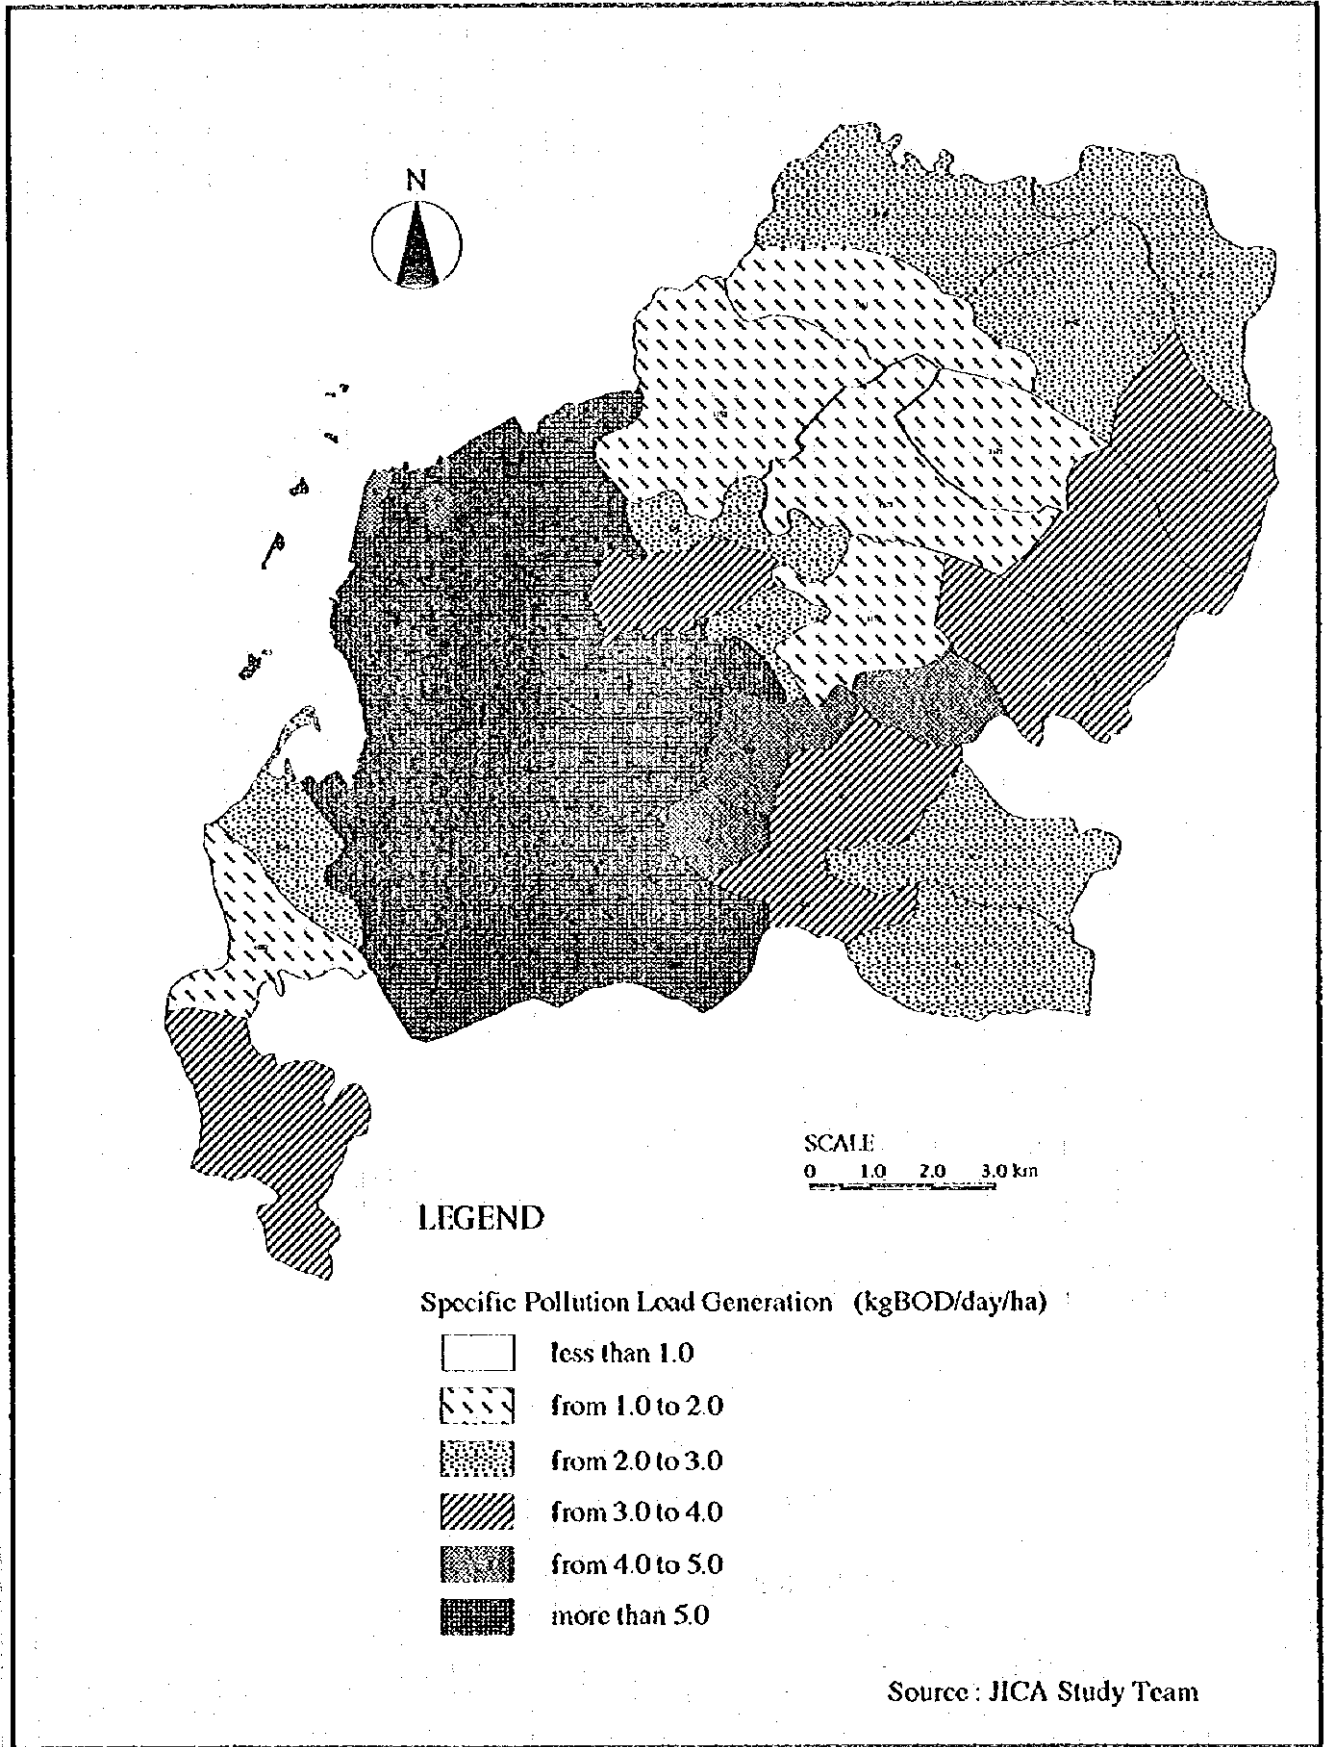 N
SCALE
0 1.0 2.0 3.0 km
LEGEND
Specific Pollution Load Generation (kgBOD/day/ha)
less than 1.0
from 1.0 to 2.0
from 2.0 to 3.0
from 3.0 to 4.0
from 4.0 to 5.0
more than 5.0
Source : JICA Study Team